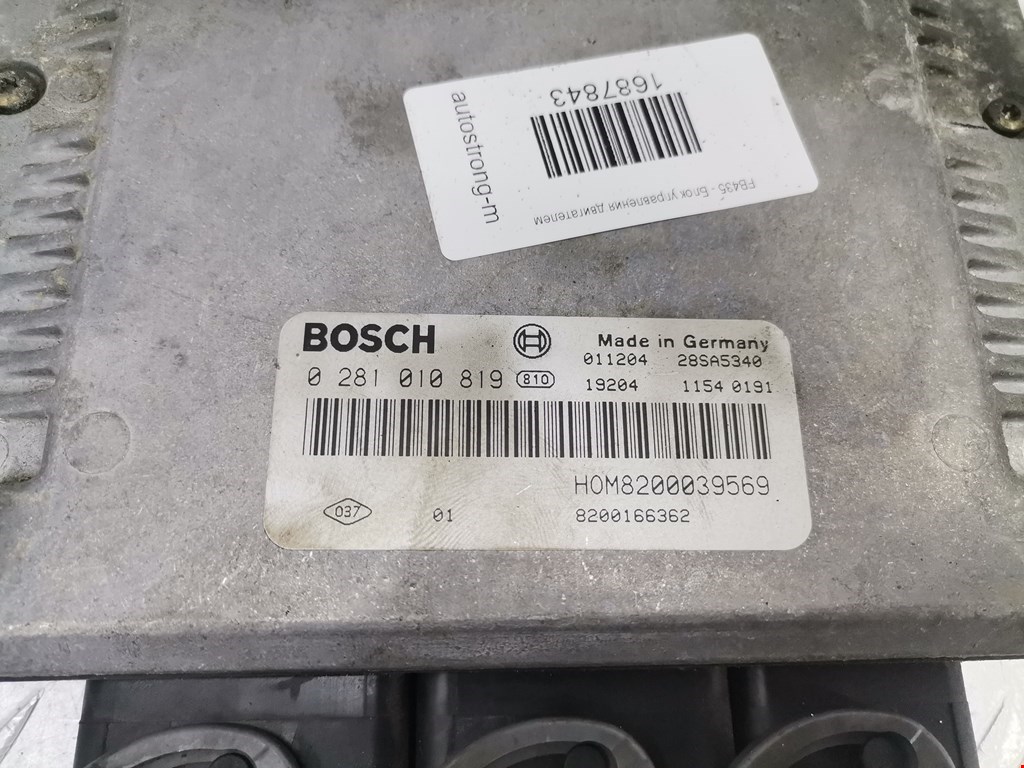 1687843
FB435 - Блок управления двигателем
autostrong-m
BOSCH
Made in Germany
011204 28SA5340
0 281 010 819 810
19204 1154 0191
HOM8200039569
037 01 8200166362